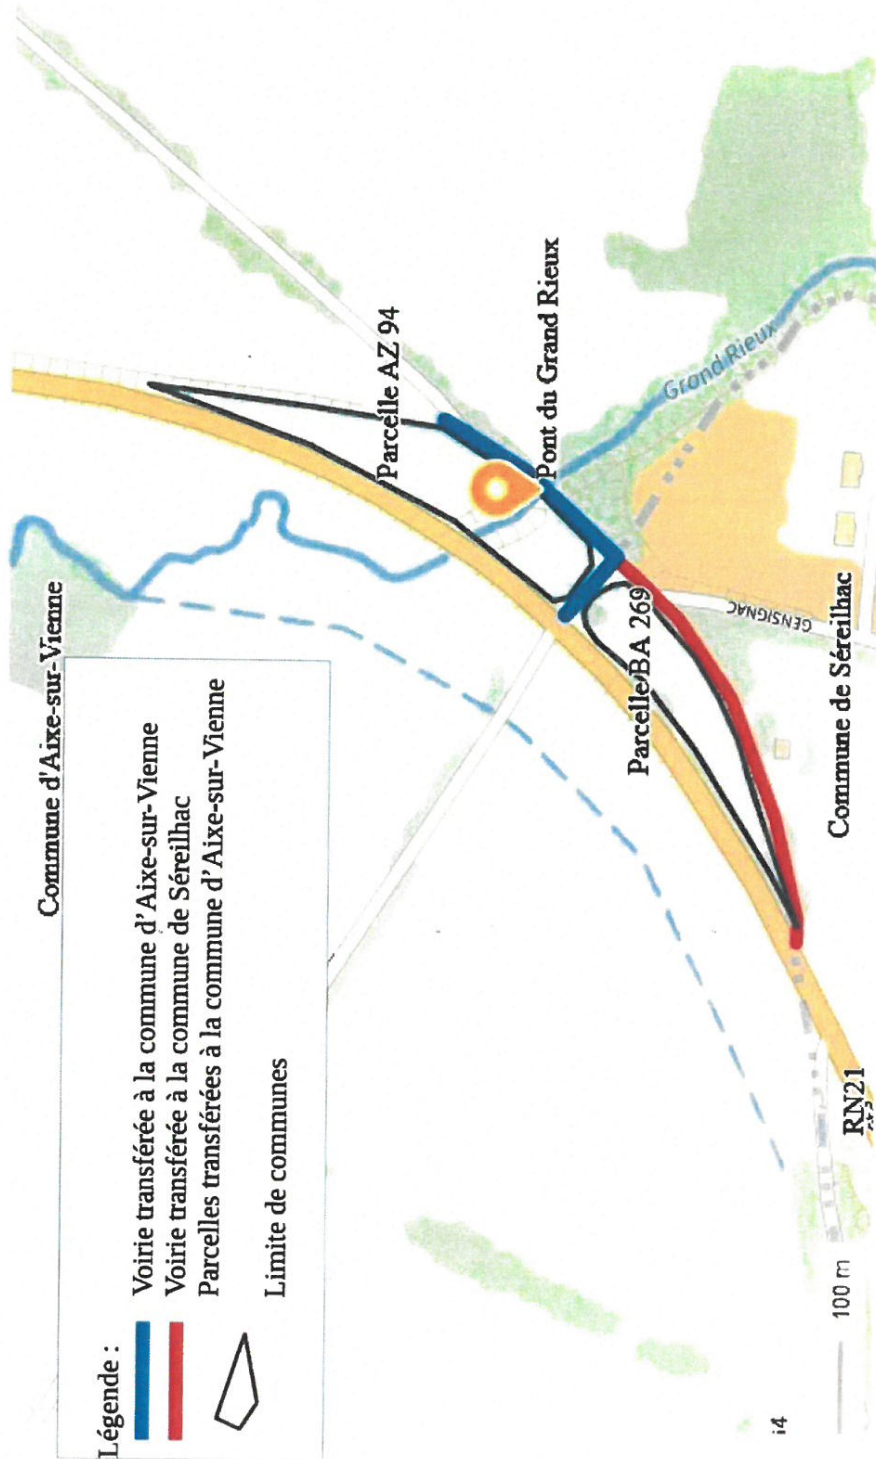 Légende :
Voirie transférée à la commune d'Aixe-sur-Vienne
Voirie transférée à la commune de Séreilhac
Parcelles transférées à la commune d'Aixe-sur-Vienne
Limite de communes
Commune d'Aixe-sur-Vienne
Parcelle AZ 94
Pont du Grand Rieux
Grand Rieux
Parcelle BA 269
GENSIGNAC
Commune de Séreilhac
RN21
i4
100 m